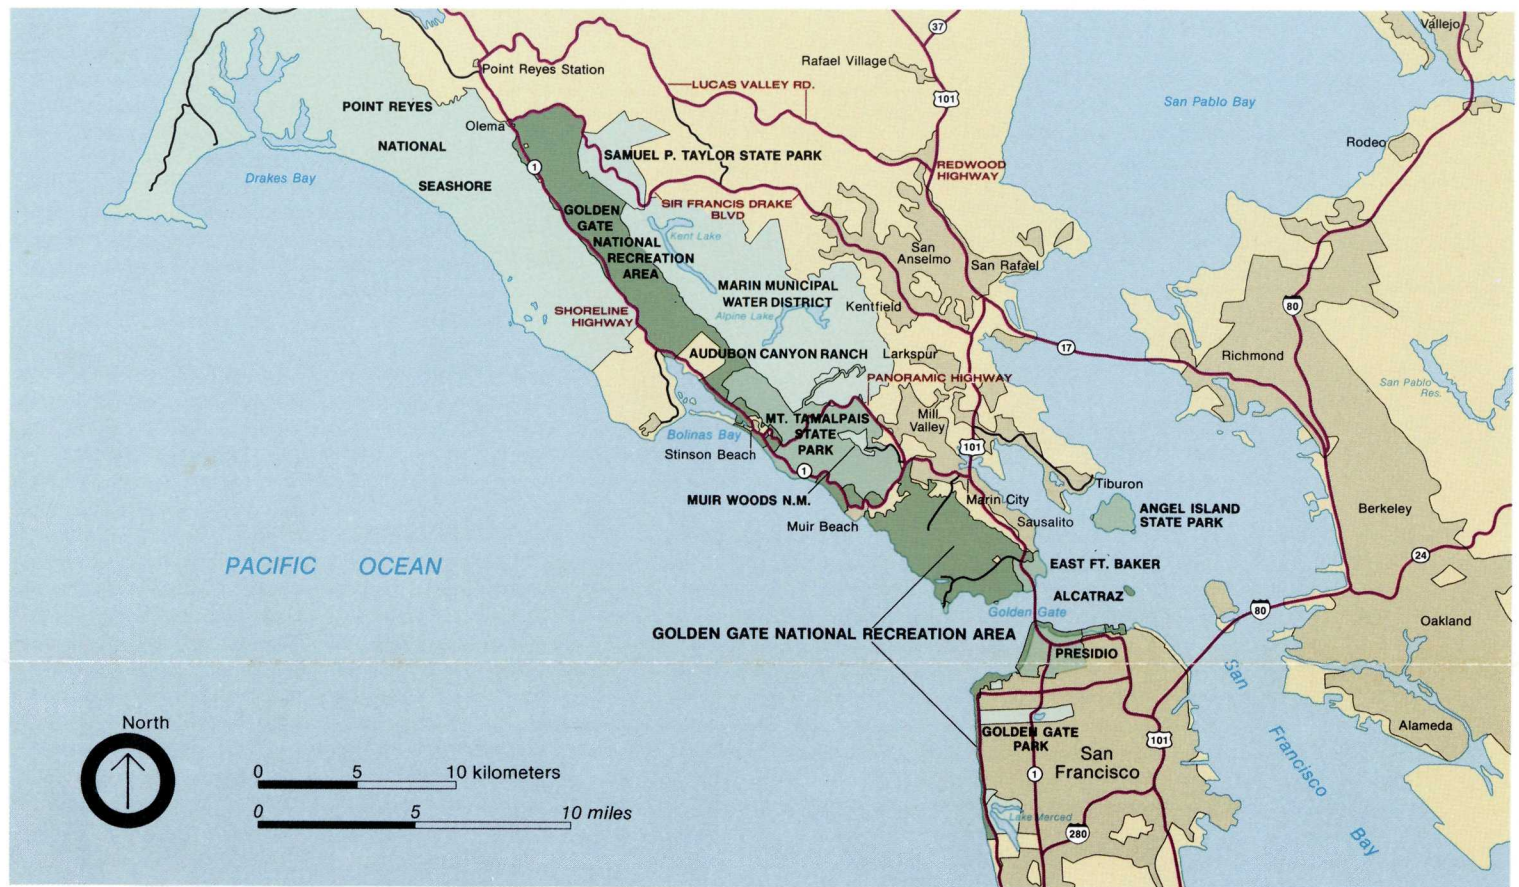 Vallejo
37
Rafael Village
Point Reyes Station
LUCAS VALLEY RD.
101
San Pablo Bay
POINT REYES
NATIONAL
SEASHORE
Olema
Rodeo
SAMUEL P. TAYLOR STATE PARK
REDWOOD
HIGHWAY
1
Drakes Bay
SIR FRANCIS DRAKE
BLVD
GOLDEN
GATE
NATIONAL
RECREATION
AREA
Kent Lake
San
Anselmo
San Rafael
MARIN MUNICIPAL
WATER DISTRICT
Kentfield
80
SHORELINE
HIGHWAY
Alpine Lake
17
Richmond
AUDUBON CANYON RANCH
Larkspur
PANORAMIC HIGHWAY
San Pablo
Res.
MT. TAMALPAIS
STATE
PARK
Mill
Valley
Bolinas Bay
Stinson Beach
101
1
Tiburon
MUIR WOODS N.M.
Marin City
ANGEL ISLAND
STATE PARK
Berkeley
Muir Beach
Sausalito
24
PACIFIC OCEAN
EAST FT. BAKER
ALCATRAZ
80
Golden Gate
Oakland
GOLDEN GATE NATIONAL RECREATION AREA
PRESIDIO
San
Francisco
Bay
North
GOLDEN GATE
PARK
101
Alameda
San
Francisco
1
0 5 10 kilometers
0 5 10 miles
Lake Merced
280